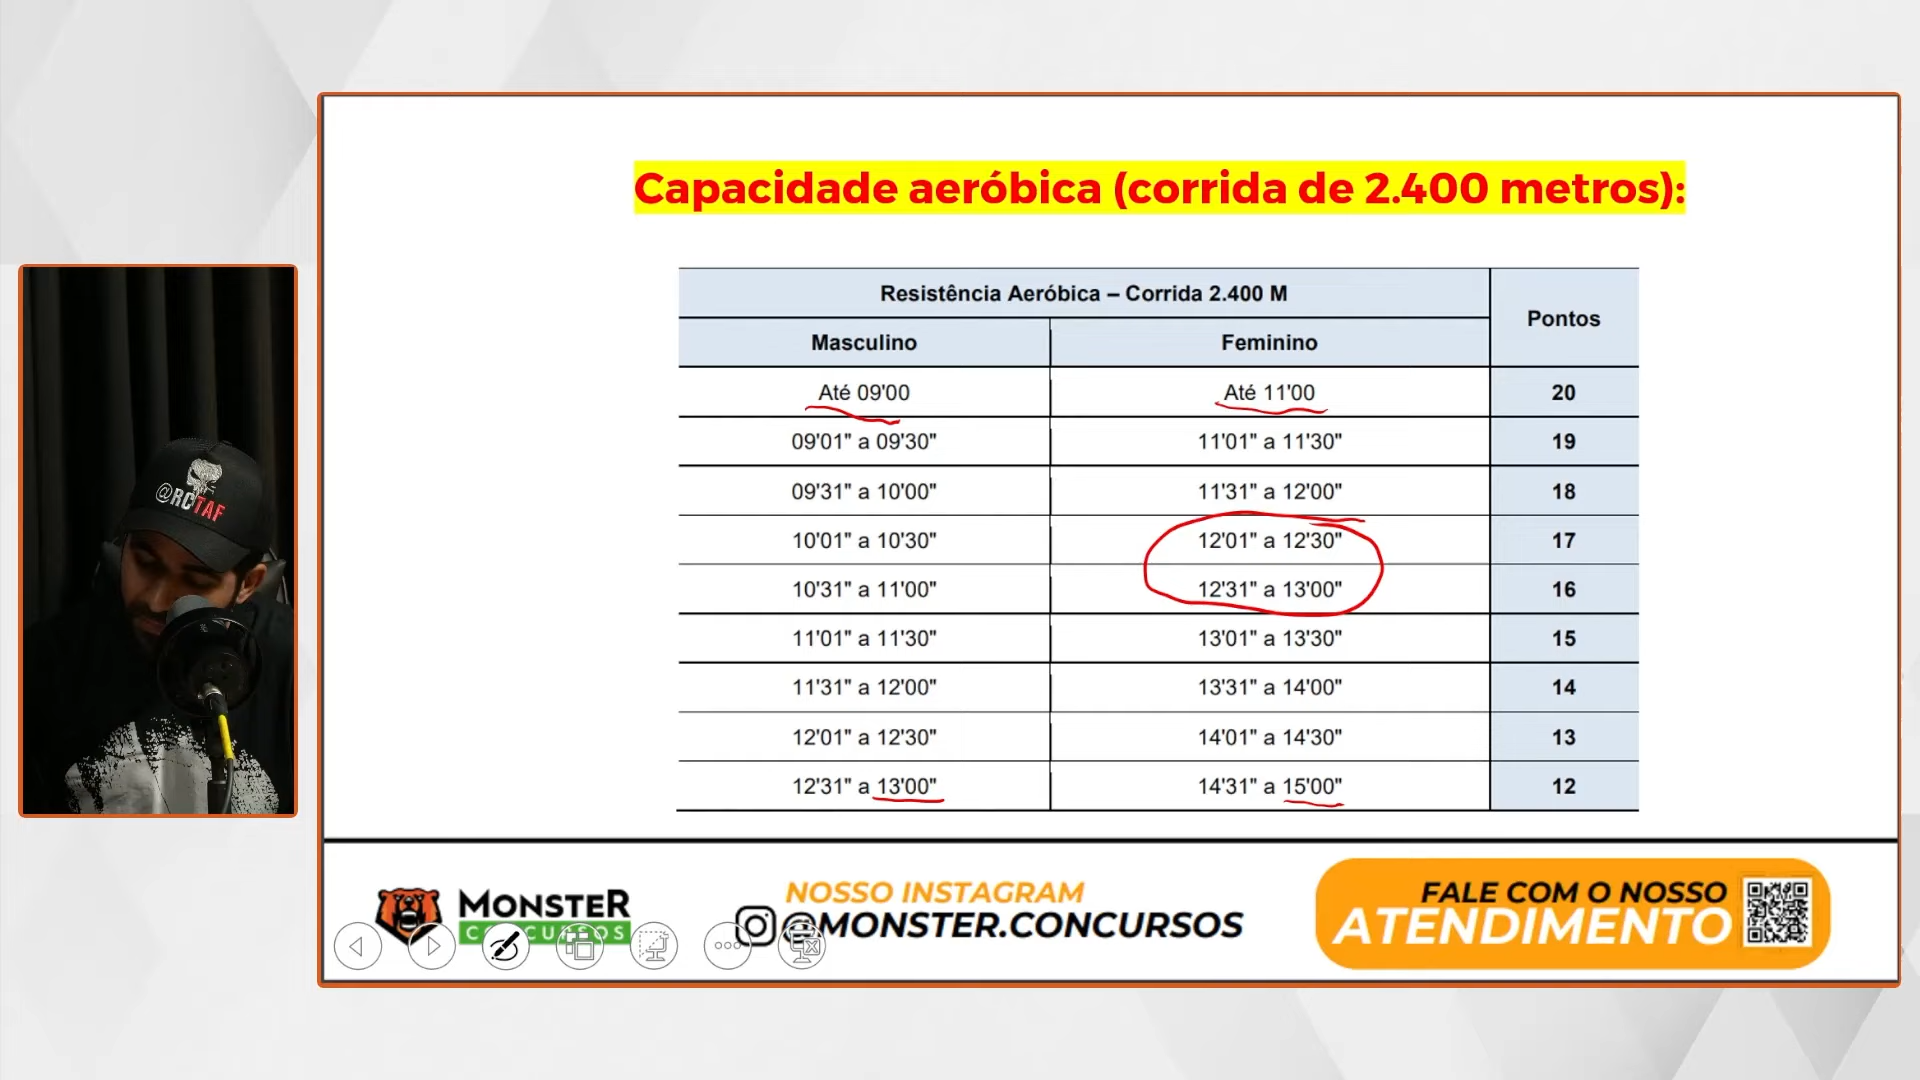 Capacidade aeróbica (corrida de 2.400 metros):
Resistência Aeróbica – Corrida 2.400 M
Pontos
Masculino
Feminino
Até 09'00
Até 11'00
20
09'01" a 09'30"
11'01" a 11'30"
19
09'31" a 10'00"
11'31" a 12'00"
18
10'01" a 10'30"
12'01" a 12'30"
17
10'31" a 11'00"
12'31" a 13'00"
16
11'01" a 11'30"
13'01" a 13'30"
15
11'31" a 12'00"
13'31" a 14'00"
14
12'01" a 12'30"
14'01" a 14'30"
13
12'31" a 13'00"
14'31" a 15'00"
12
@RCTAF
MONSTER
CONCURSOS
NOSSO INSTAGRAM
@MONSTER.CONCURSOS
FALE COM O NOSSO
ATENDIMENTO